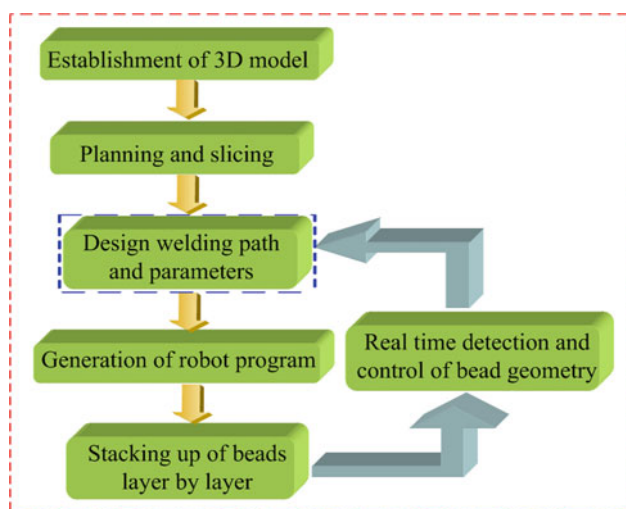 Establishment of 3D model
Planning and slicing
Design welding path
and parameters
Generation of robot program
Stacking up of beads
layer by layer
Real time detection and
control of bead geometry